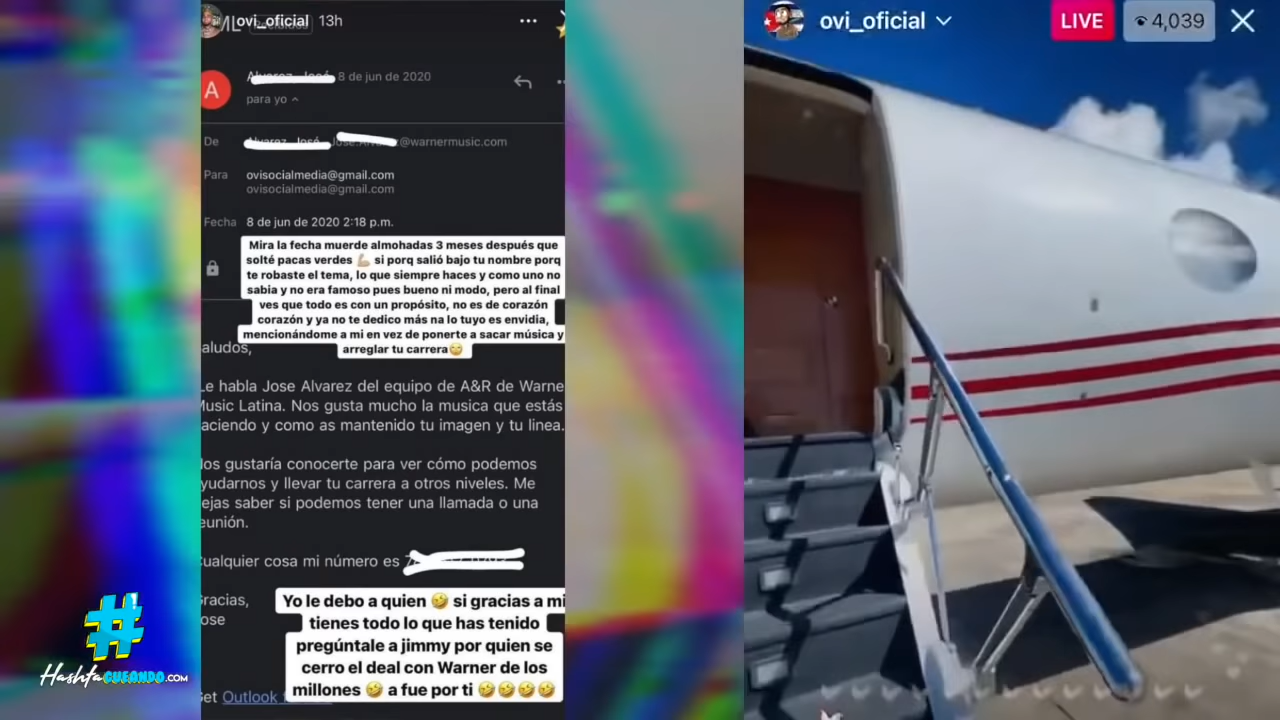 ovi_oficial 13h
8 de jun de 2020
A
para yo
De
@warnermusic.com
Para ovisocialmedia@gmail.com
ovisocialmedia@gmail.com
Fecha 8 de jun de 2020 2:18 p.m.
Mira la fecha muerde almohadas 3 meses después que
solté pacas verdes 💪🏼 si porq salió bajo tu nombre porq
te robaste el tema, lo que siempre haces y como uno no
sabia y no era famoso pues bueno ni modo, pero al final
ves que todo es con un propósito, no es de corazón
corazón y ya no te dedico más na lo tuyo es envidia,
mencionándome a mi en vez de ponerte a sacar música y
arreglar tu carrera😅
aludos,
Le habla Jose Alvarez del equipo de A&R de Warne
Music Latina. Nos gusta mucho la musica que estás
aciendo y como as mantenido tu imagen y tu linea.
Nos gustaría conocerte para ver cómo podemos
yudarnos y llevar tu carrera a otros niveles. Me
ejas saber si podemos tener una llamada o una
eunión.
Cualquier cosa mi número es
Gracias,
ose
Yo le debo a quien 🤣 si gracias a mi
tienes todo lo que has tenido
pregúntale a jimmy por quien se
cerro el deal con Warner de los
millones 🤣 a fue por ti 🤣🤣🤣🤣
et Outlook
#
HashtaCUEANDO.COM
ovi_oficial
LIVE
4,039